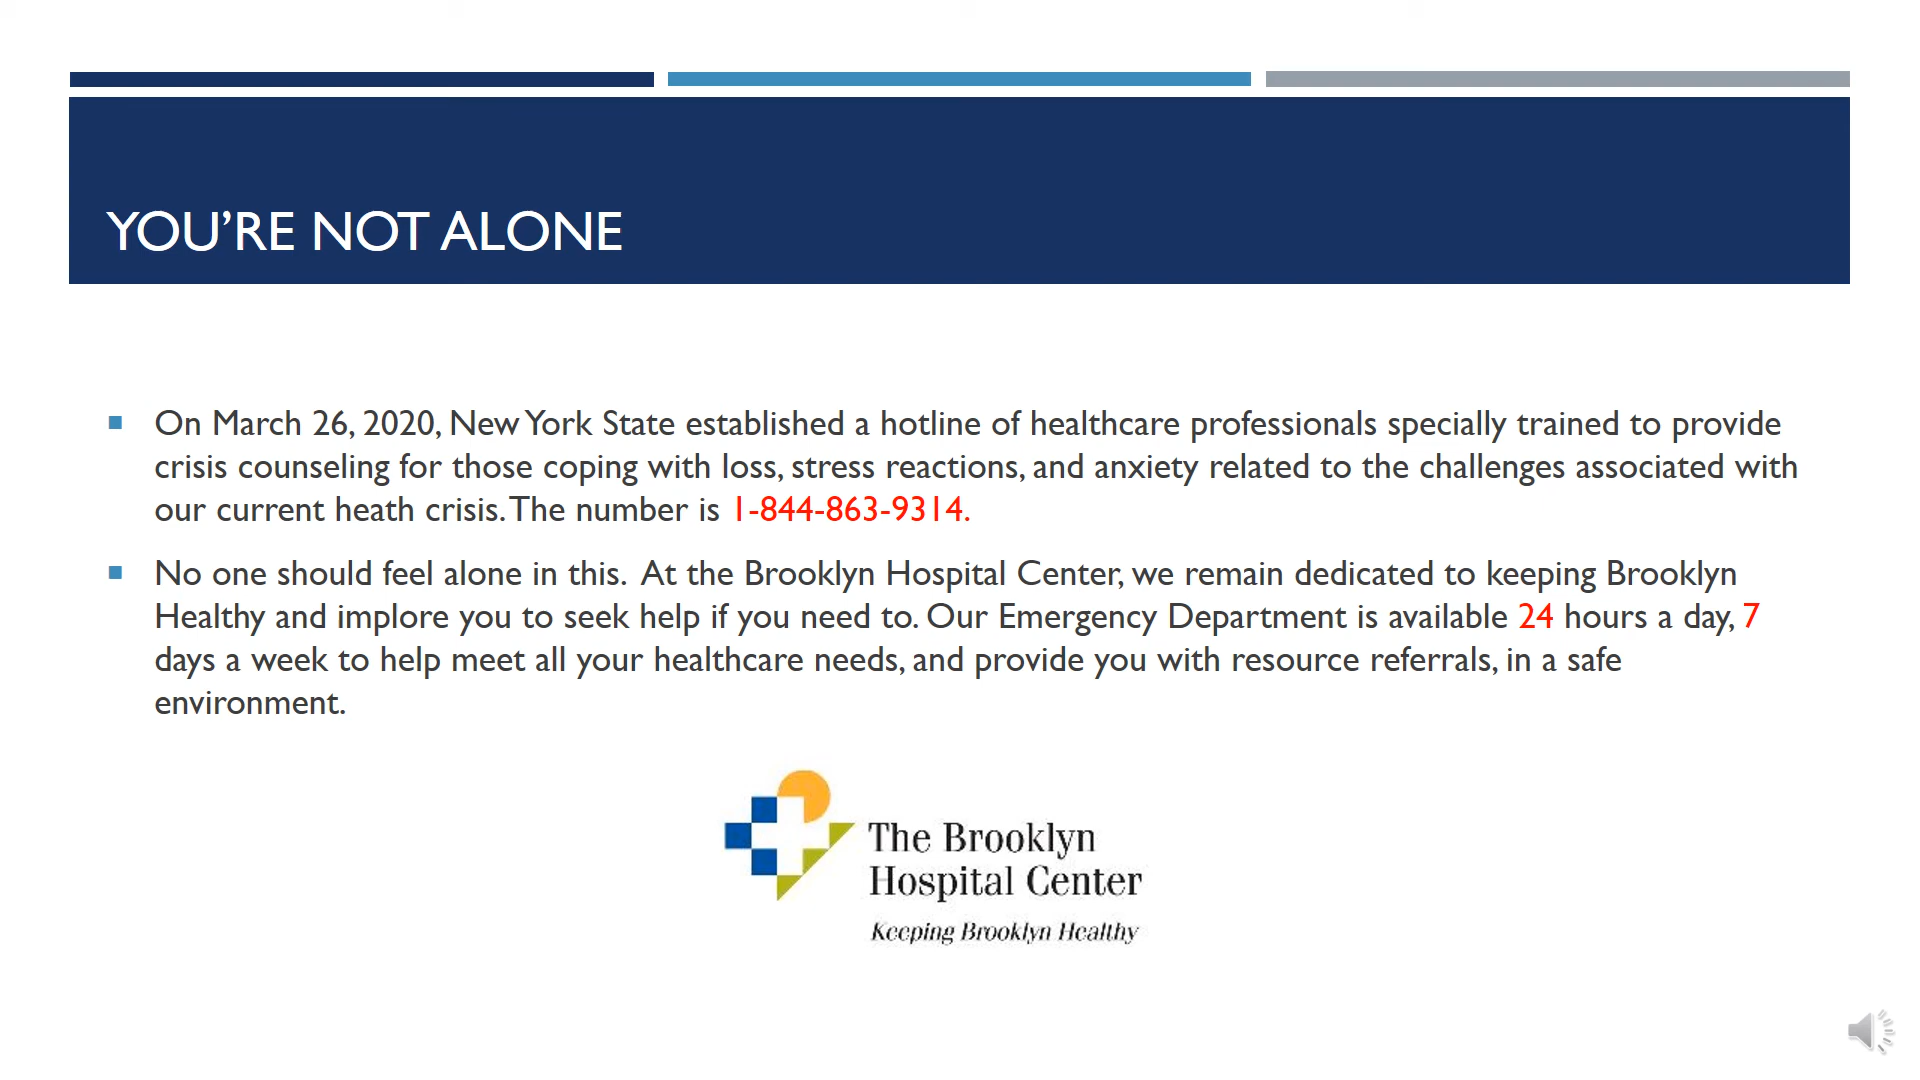 YOU’RE NOT ALONE
On March 26, 2020, New York State established a hotline of healthcare professionals specially trained to provide
crisis counseling for those coping with loss, stress reactions, and anxiety related to the challenges associated with
our current heath crisis. The number is 1-844-863-9314.
No one should feel alone in this. At the Brooklyn Hospital Center, we remain dedicated to keeping Brooklyn
Healthy and implore you to seek help if you need to. Our Emergency Department is available 24 hours a day, 7
days a week to help meet all your healthcare needs, and provide you with resource referrals, in a safe
environment.
The Brooklyn
Hospital Center
Keeping Brooklyn Healthy